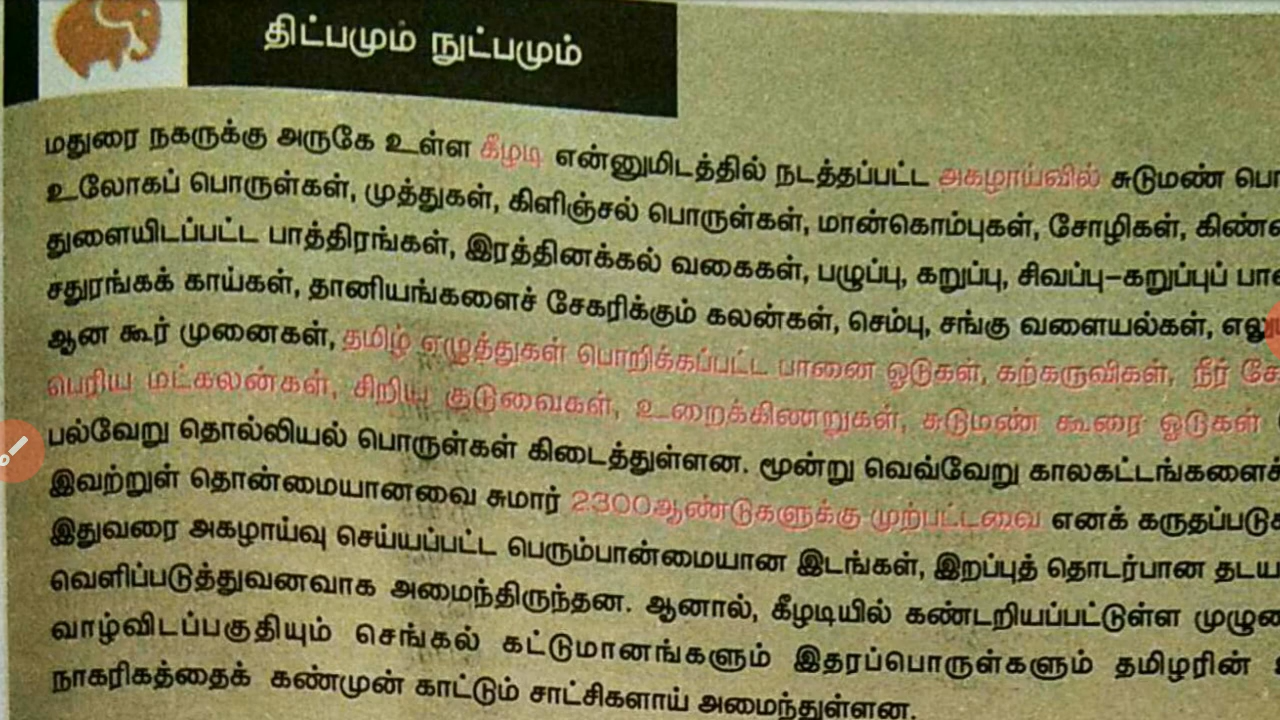 திட்பமும் நுட்பமும்
மதுரை நகருக்கு அருகே உள்ள கீழடி என்னுமிடத்தில் நடத்தப்பட்ட அகழாய்வில் சுடுமண்
உலோகப் பொருள்கள், முத்துகள், கிளிஞ்சல் பொருள்கள், மான்கொம்புகள், சோழிகள்,
துளையிடப்பட்ட பாத்திரங்கள், இரத்தினக்கல் வகைகள், பழுப்பு, கறுப்பு, சிவப்பு–கறுப்புப்
சதுரங்கக் காய்கள், தானியங்களைச் சேகரிக்கும் கலன்கள், செம்பு, சங்கு வளையல்கள்,
ஆன கூர் முனைகள், தமிழ் எழுத்துகள் பொறிக்கப்பட்ட பானை ஓடுகள், கற்கருவிகள், நீர்
பெரிய மட்கலன்கள், சிறிய குடுவைகள், உறைக்கிணறுகள், சுடுமண் கூரை ஓடுகள்
பல்வேறு தொல்லியல் பொருள்கள் கிடைத்துள்ளன. மூன்று வெவ்வேறு காலகட்டங்களைச்
இவற்றுள் தொன்மையானவை சுமார் 2300ஆண்டுகளுக்கு முற்பட்டவை எனக்
இதுவரை அகழாய்வு செய்யப்பட்ட பெரும்பான்மையான இடங்கள், இறப்புத் தொடர்பான
வெளிப்படுத்துவனவாக அமைந்திருந்தன. ஆனால், கீழடியில் கண்டறியப்பட்டுள்ள
வாழ்விடப்பகுதியும் செங்கல் கட்டுமானங்களும் இதரப்பொருள்களும் தமிழரின்
நாகரிகத்தைக் கண்முன் காட்டும் சாட்சிகளாய் அமைந்துள்ளன.